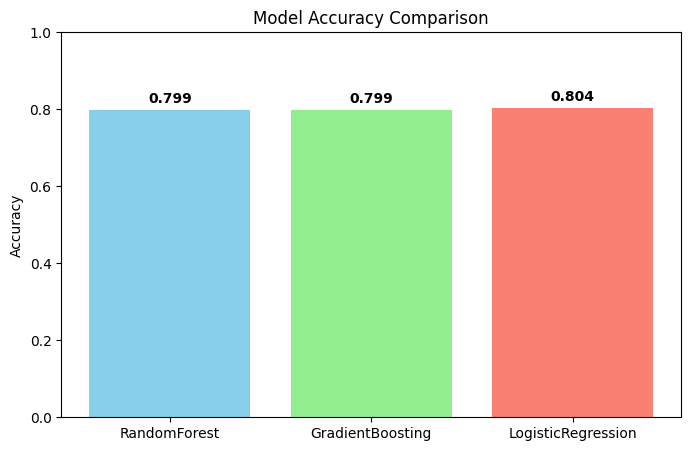 Model Accuracy Comparison
1.0
0.8
0.6
0.4
0.2
0.0
Accuracy
0.799
0.799
0.804
RandomForest
GradientBoosting
LogisticRegression